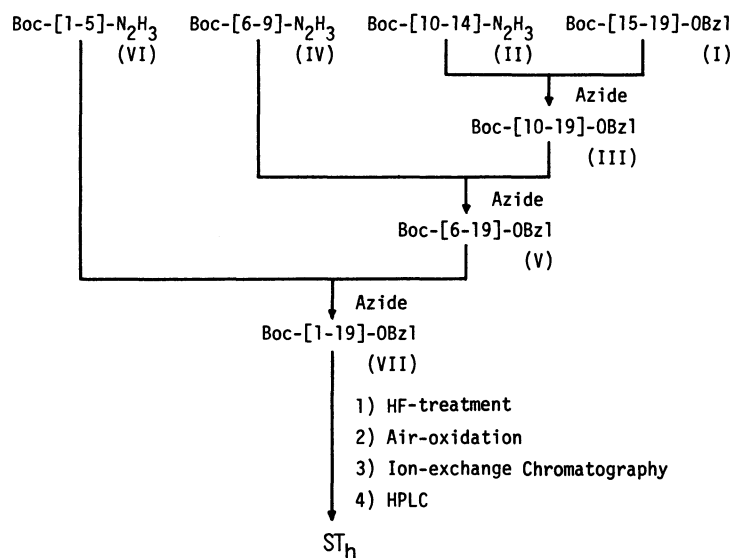 Boc-[1-5]-N₂H₃ Boc-[6-9]-N₂H₃ Boc-[10-14]-N₂H₃ Boc-[15-19]-OBzl
(VI) (IV) (II) (I)
Azide
Boc-[10-19]-OBzl
(III)
Azide
Boc-[6-19]-OBzl
(V)
Azide
Boc-[1-19]-OBzl
(VII)
1) HF-treatment
2) Air-oxidation
3) Ion-exchange Chromatography
4) HPLC
STₕ